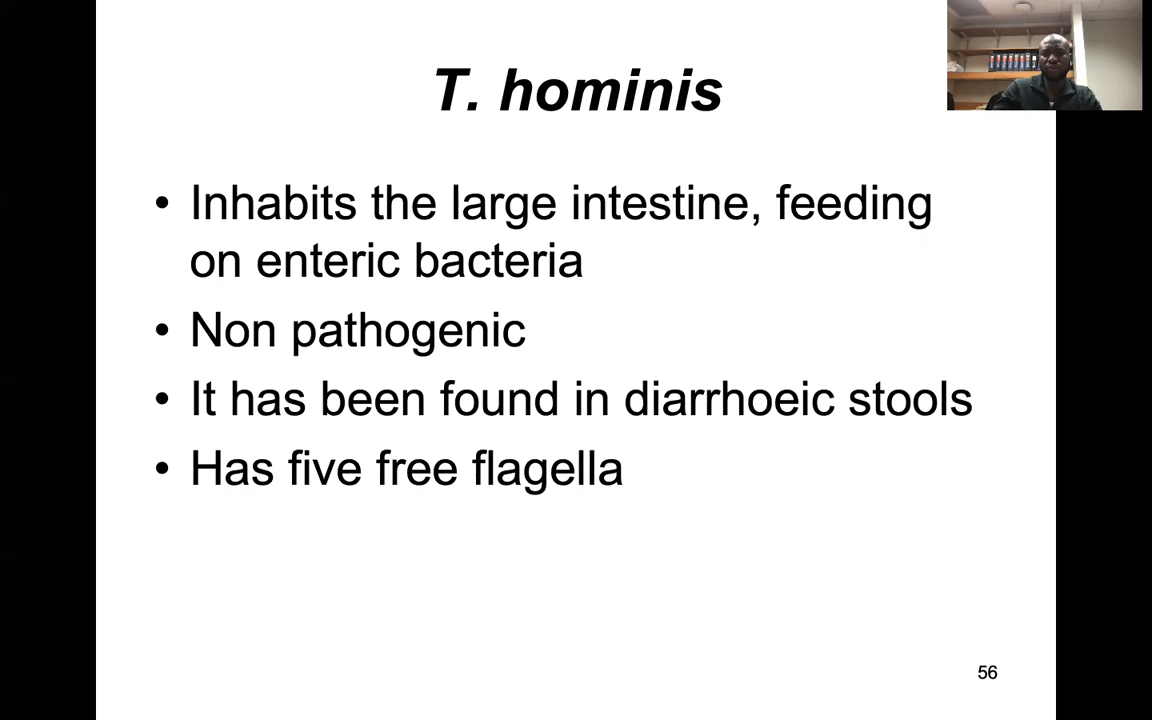 T. hominis
• Inhabits the large intestine, feeding
on enteric bacteria
• Non pathogenic
• It has been found in diarrhoeic stools
• Has five free flagella
56